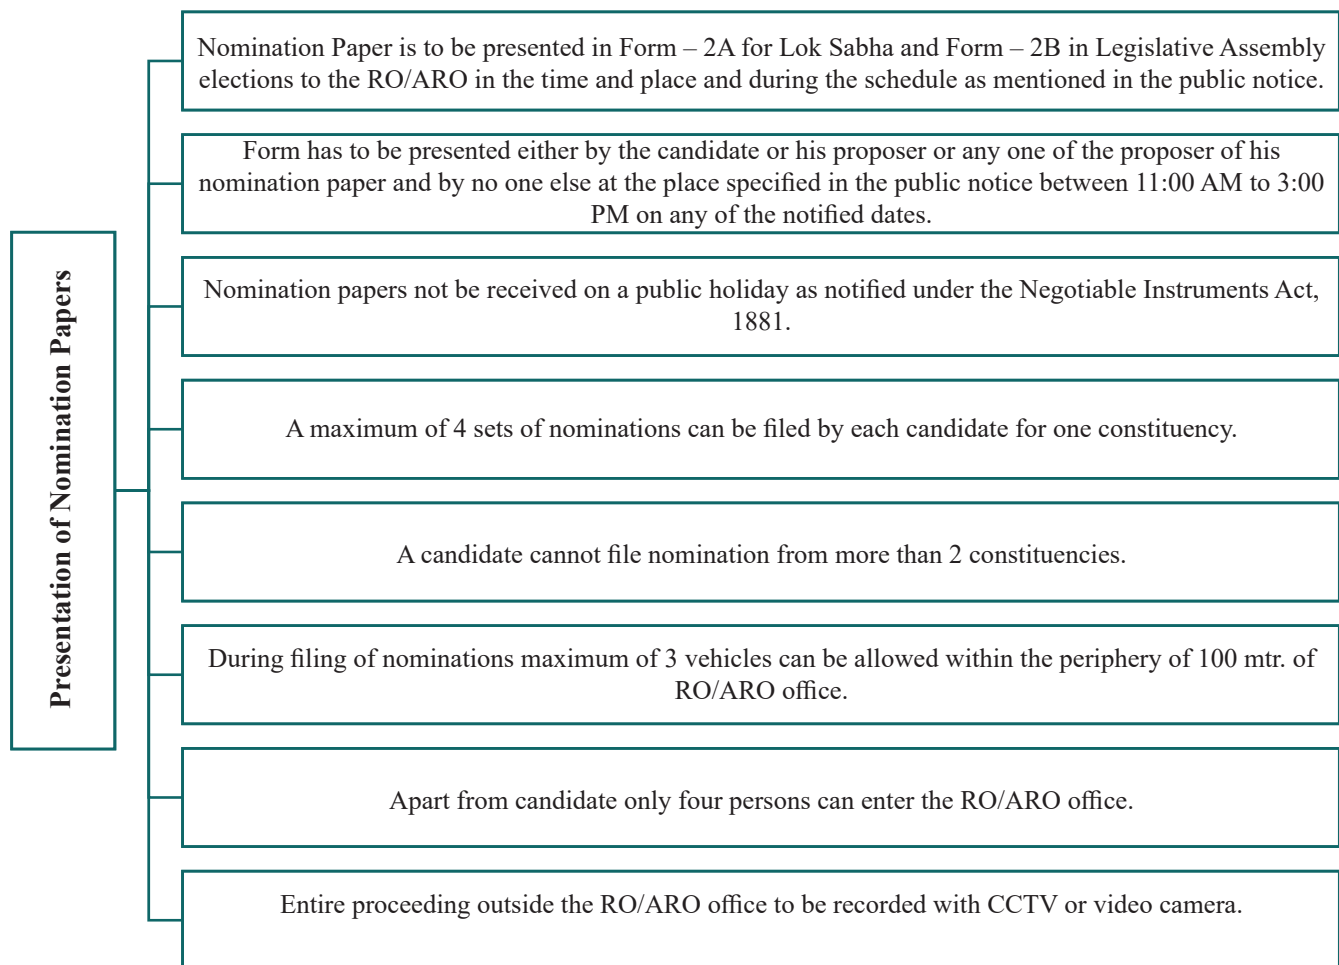 Presentation of Nomination Papers
Nomination Paper is to be presented in Form – 2A for Lok Sabha and Form – 2B in Legislative Assembly
elections to the RO/ARO in the time and place and during the schedule as mentioned in the public notice.
Form has to be presented either by the candidate or his proposer or any one of the proposer of his
nomination paper and by no one else at the place specified in the public notice between 11:00 AM to 3:00
PM on any of the notified dates.
Nomination papers not be received on a public holiday as notified under the Negotiable Instruments Act,
1881.
A maximum of 4 sets of nominations can be filed by each candidate for one constituency.
A candidate cannot file nomination from more than 2 constituencies.
During filing of nominations maximum of 3 vehicles can be allowed within the periphery of 100 mtr. of
RO/ARO office.
Apart from candidate only four persons can enter the RO/ARO office.
Entire proceeding outside the RO/ARO office to be recorded with CCTV or video camera.